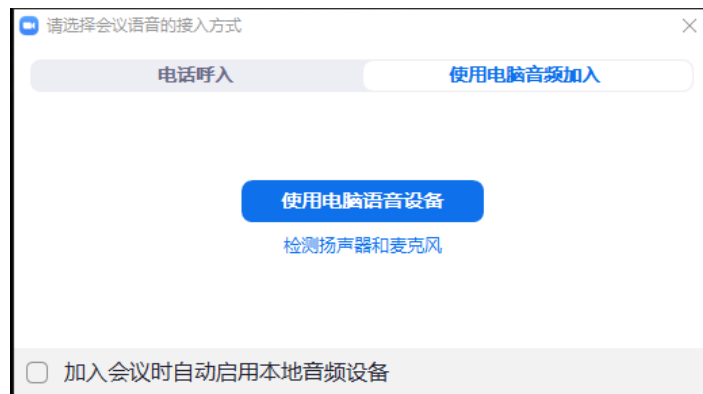 请选择会议语音的接入方式
电话呼入
使用电脑音频加入
使用电脑语音设备
检测扬声器和麦克风
加入会议时自动启用本地音频设备